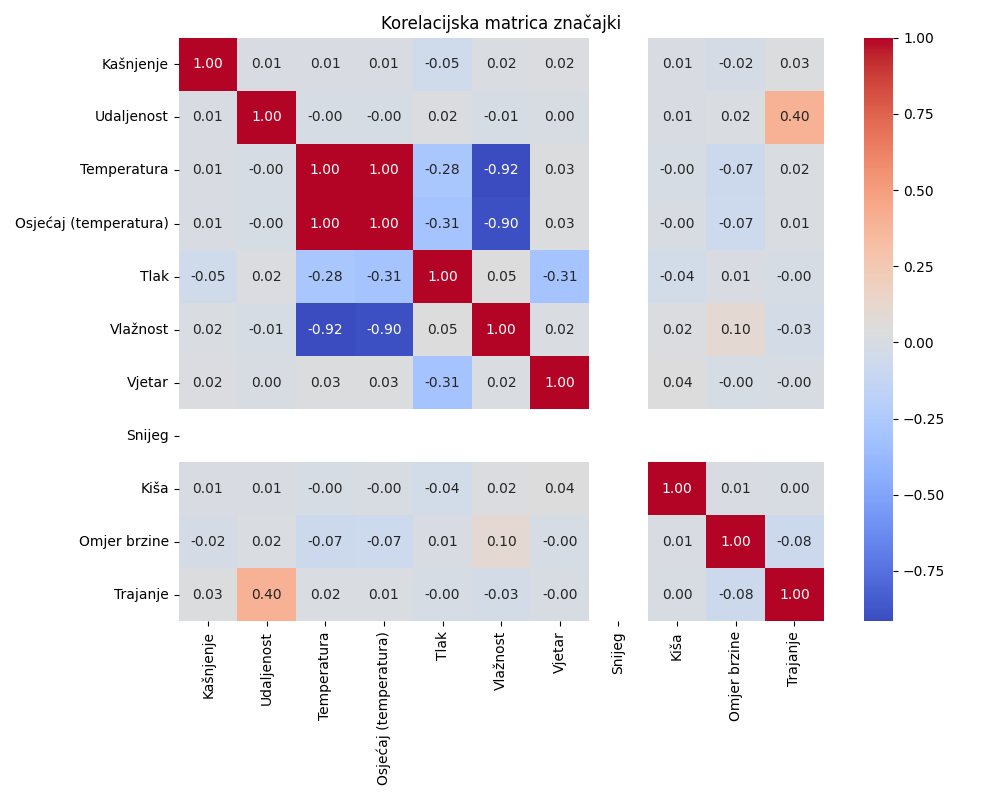 Korelacijska matrica značajki
Kašnjenje 1.00 0.01 0.01 0.01 -0.05 0.02 0.02 0.01 -0.02 0.03
Udaljenost 0.01 1.00 -0.00 -0.00 0.02 -0.01 0.00 0.01 0.02 0.40
Temperatura 0.01 -0.00 1.00 1.00 -0.28 -0.92 0.03 -0.00 -0.07 0.02
Osjećaj (temperatura) 0.01 -0.00 1.00 1.00 -0.31 -0.90 0.03 -0.00 -0.07 0.01
Tlak -0.05 0.02 -0.28 -0.31 1.00 0.05 -0.31 -0.04 0.01 -0.00
Vlažnost 0.02 -0.01 -0.92 -0.90 0.05 1.00 0.02 0.02 0.10 -0.03
Vjetar 0.02 0.00 0.03 0.03 -0.31 0.02 1.00 0.04 -0.00 -0.00
Snijeg
Kiša 0.01 0.01 -0.00 -0.00 -0.04 0.02 0.04 1.00 0.01 0.00
Omjer brzine -0.02 0.02 -0.07 -0.07 0.01 0.10 -0.00 0.01 1.00 -0.08
Trajanje 0.03 0.40 0.02 0.01 -0.00 -0.03 -0.00 0.00 -0.08 1.00
Kašnjenje
Udaljenost
Temperatura
Osjećaj (temperatura)
Tlak
Vlažnost
Vjetar
Snijeg
Kiša
Omjer brzine
Trajanje
1.00
0.75
0.50
0.25
0.00
−0.25
−0.50
−0.75